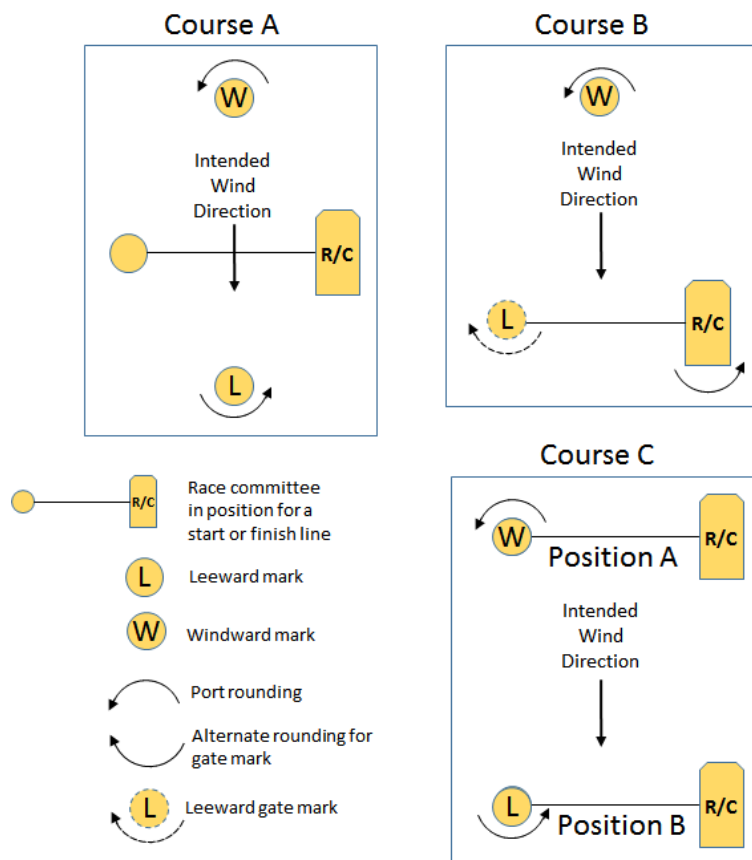 Course A
W
Intended
Wind
Direction
R/C
L
Course B
W
Intended
Wind
Direction
L
R/C
R/C
Race committee
in position for a
start or finish line
L
Leeward mark
W
Windward mark
Port rounding
Alternate rounding for
gate mark
L
Leeward gate mark
Course C
W
Position A
R/C
Intended
Wind
Direction
L
Position B
R/C